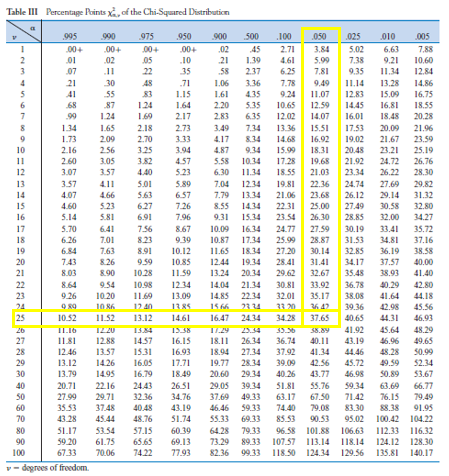 Table III Percentage Points χ²α,ν of the Chi-Squared Distribution
ν α .995 .990 .975 .950 .900 .500 .100 .050 .025 .010 .005
1 .00+ .00+ .00+ .00+ .02 .45 2.71 3.84 5.02 6.63 7.88
2 .01 .02 .05 .10 .21 1.39 4.61 5.99 7.38 9.21 10.60
3 .07 .11 .22 .35 .58 2.37 6.25 7.81 9.35 11.34 12.84
4 .21 .30 .48 .71 1.06 3.36 7.78 9.49 11.14 13.28 14.86
5 .41 .55 .83 1.15 1.61 4.35 9.24 11.07 12.83 15.09 16.75
6 .68 .87 1.24 1.64 2.20 5.35 10.65 12.59 14.45 16.81 18.55
7 .99 1.24 1.69 2.17 2.83 6.35 12.02 14.07 16.01 18.48 20.28
8 1.34 1.65 2.18 2.73 3.49 7.34 13.36 15.51 17.53 20.09 21.96
9 1.73 2.09 2.70 3.33 4.17 8.34 14.68 16.92 19.02 21.67 23.59
10 2.16 2.56 3.25 3.94 4.87 9.34 15.99 18.31 20.48 23.21 25.19
11 2.60 3.05 3.82 4.57 5.58 10.34 17.28 19.68 21.92 24.72 26.76
12 3.07 3.57 4.40 5.23 6.30 11.34 18.55 21.03 23.34 26.22 28.30
13 3.57 4.11 5.01 5.89 7.04 12.34 19.81 22.36 24.74 27.69 29.82
14 4.07 4.66 5.63 6.57 7.79 13.34 21.06 23.68 26.12 29.14 31.32
15 4.60 5.23 6.27 7.26 8.55 14.34 22.31 25.00 27.49 30.58 32.80
16 5.14 5.81 6.91 7.96 9.31 15.34 23.54 26.30 28.85 32.00 34.27
17 5.70 6.41 7.56 8.67 10.09 16.34 24.77 27.59 30.19 33.41 35.72
18 6.26 7.01 8.23 9.39 10.87 17.34 25.99 28.87 31.53 34.81 37.16
19 6.84 7.63 8.91 10.12 11.65 18.34 27.20 30.14 32.85 36.19 38.58
20 7.43 8.26 9.59 10.85 12.44 19.34 28.41 31.41 34.17 37.57 40.00
21 8.03 8.90 10.28 11.59 13.24 20.34 29.62 32.67 35.48 38.93 41.40
22 8.64 9.54 10.98 12.34 14.04 21.34 30.81 33.92 36.78 40.29 42.80
23 9.26 10.20 11.69 13.09 14.85 22.34 32.01 35.17 38.08 41.64 44.18
24 9.89 10.86 12.40 13.85 15.66 23.34 33.20 36.42 39.36 42.98 45.56
25 10.52 11.52 13.12 14.61 16.47 24.34 34.28 37.65 40.65 44.31 46.93
26 11.16 12.20 13.84 15.38 17.29 25.34 35.56 38.89 41.92 45.64 48.29
27 11.81 12.88 14.57 16.15 18.11 26.34 36.74 40.11 43.19 46.96 49.65
28 12.46 13.57 15.31 16.93 18.94 27.34 37.92 41.34 44.46 48.28 50.99
29 13.12 14.26 16.05 17.71 19.77 28.34 39.09 42.56 45.72 49.59 52.34
30 13.79 14.95 16.79 18.49 20.60 29.34 40.26 43.77 46.98 50.89 53.67
40 20.71 22.16 24.43 26.51 29.05 39.34 51.81 55.76 59.34 63.69 66.77
50 27.99 29.71 32.36 34.76 37.69 49.33 63.17 67.50 71.42 76.15 79.49
60 35.53 37.48 40.48 43.19 46.46 59.33 74.40 79.08 83.30 88.38 91.95
70 43.28 45.44 48.76 51.74 55.33 69.33 85.53 90.53 95.02 100.42 104.22
80 51.17 53.54 57.15 60.39 64.28 79.33 96.58 101.88 106.63 112.33 116.32
90 59.20 61.75 65.65 69.13 73.29 89.33 107.57 113.14 118.14 124.12 128.30
100 67.33 70.06 74.22 77.93 82.36 99.33 118.50 124.34 129.56 135.81 140.17
ν = degrees of freedom.